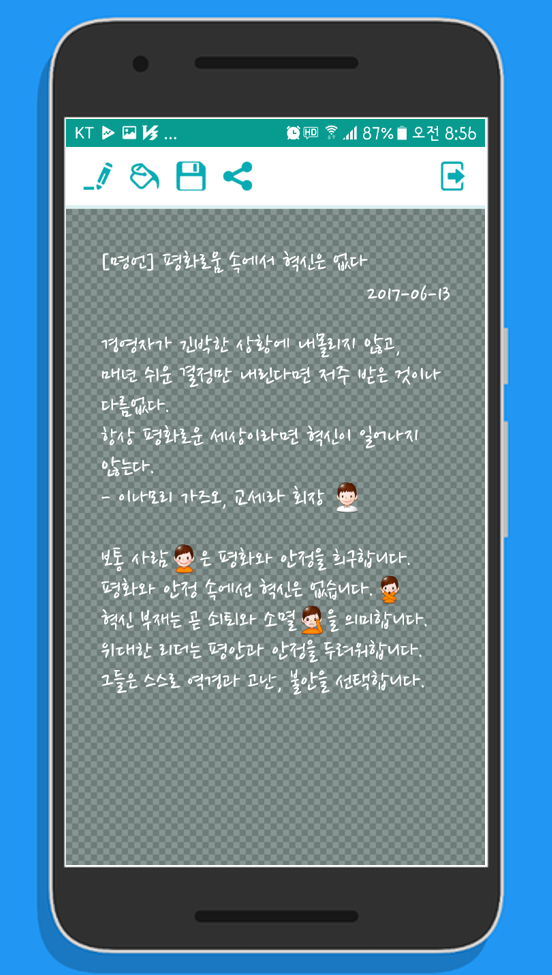 KT ... HD 87% 오전 8:56
[명언] 평화로움 속에서 혁신은 없다
2017-06-13
경영자가 긴박한 상황에 내몰리지 않고,
매년 쉬운 결정만 내린다면 저주 받은 것이나
다름없다.
항상 평화로운 세상이라면 혁신이 일어나지
않는다.
- 이나모리 가즈오, 교세라 회장
보통 사람은 평화와 안정을 희구합니다.
평화와 안정 속에선 혁신은 없습니다.
혁신 부재는 곧 쇠퇴와 소멸을 의미합니다.
위대한 리더는 평안과 안정을 두려워합니다.
그들은 스스로 역경과 고난, 불안을 선택합니다.